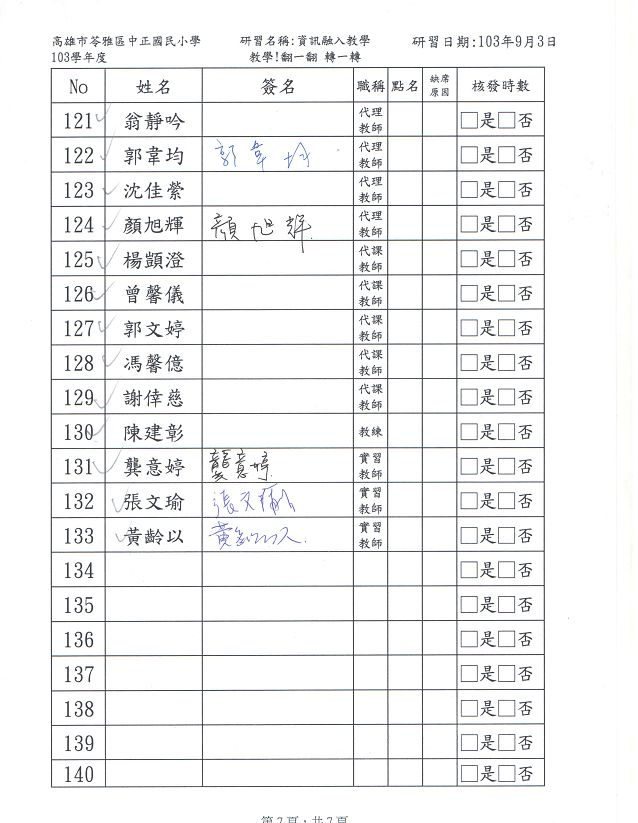 高雄市苓雅區中正國民小學 研習名稱:資訊融入教學 研習日期:103年9月3日
103學年度 教學!翻一翻 轉一轉
No 姓名 簽名 職稱 點名 缺席原因 核發時數
121 翁靜吟 代理教師 □是□否
122 郭韋均 郭韋均 代理教師 □是□否
123 沈佳縈 代理教師 □是□否
124 顏旭輝 顏旭輝 代理教師 □是□否
125 楊顗澄 代課教師 □是□否
126 曾馨儀 代課教師 □是□否
127 郭文婷 代課教師 □是□否
128 馮馨億 代課教師 □是□否
129 謝倖慈 代課教師 □是□否
130 陳建彰 教練 □是□否
131 龔意婷 龔意婷 實習教師 □是□否
132 張文瑜 張文瑜 實習教師 □是□否
133 黃齡以 黃齡以 實習教師 □是□否
134 □是□否
135 □是□否
136 □是□否
137 □是□否
138 □是□否
139 □是□否
140 □是□否
第7頁,共7頁